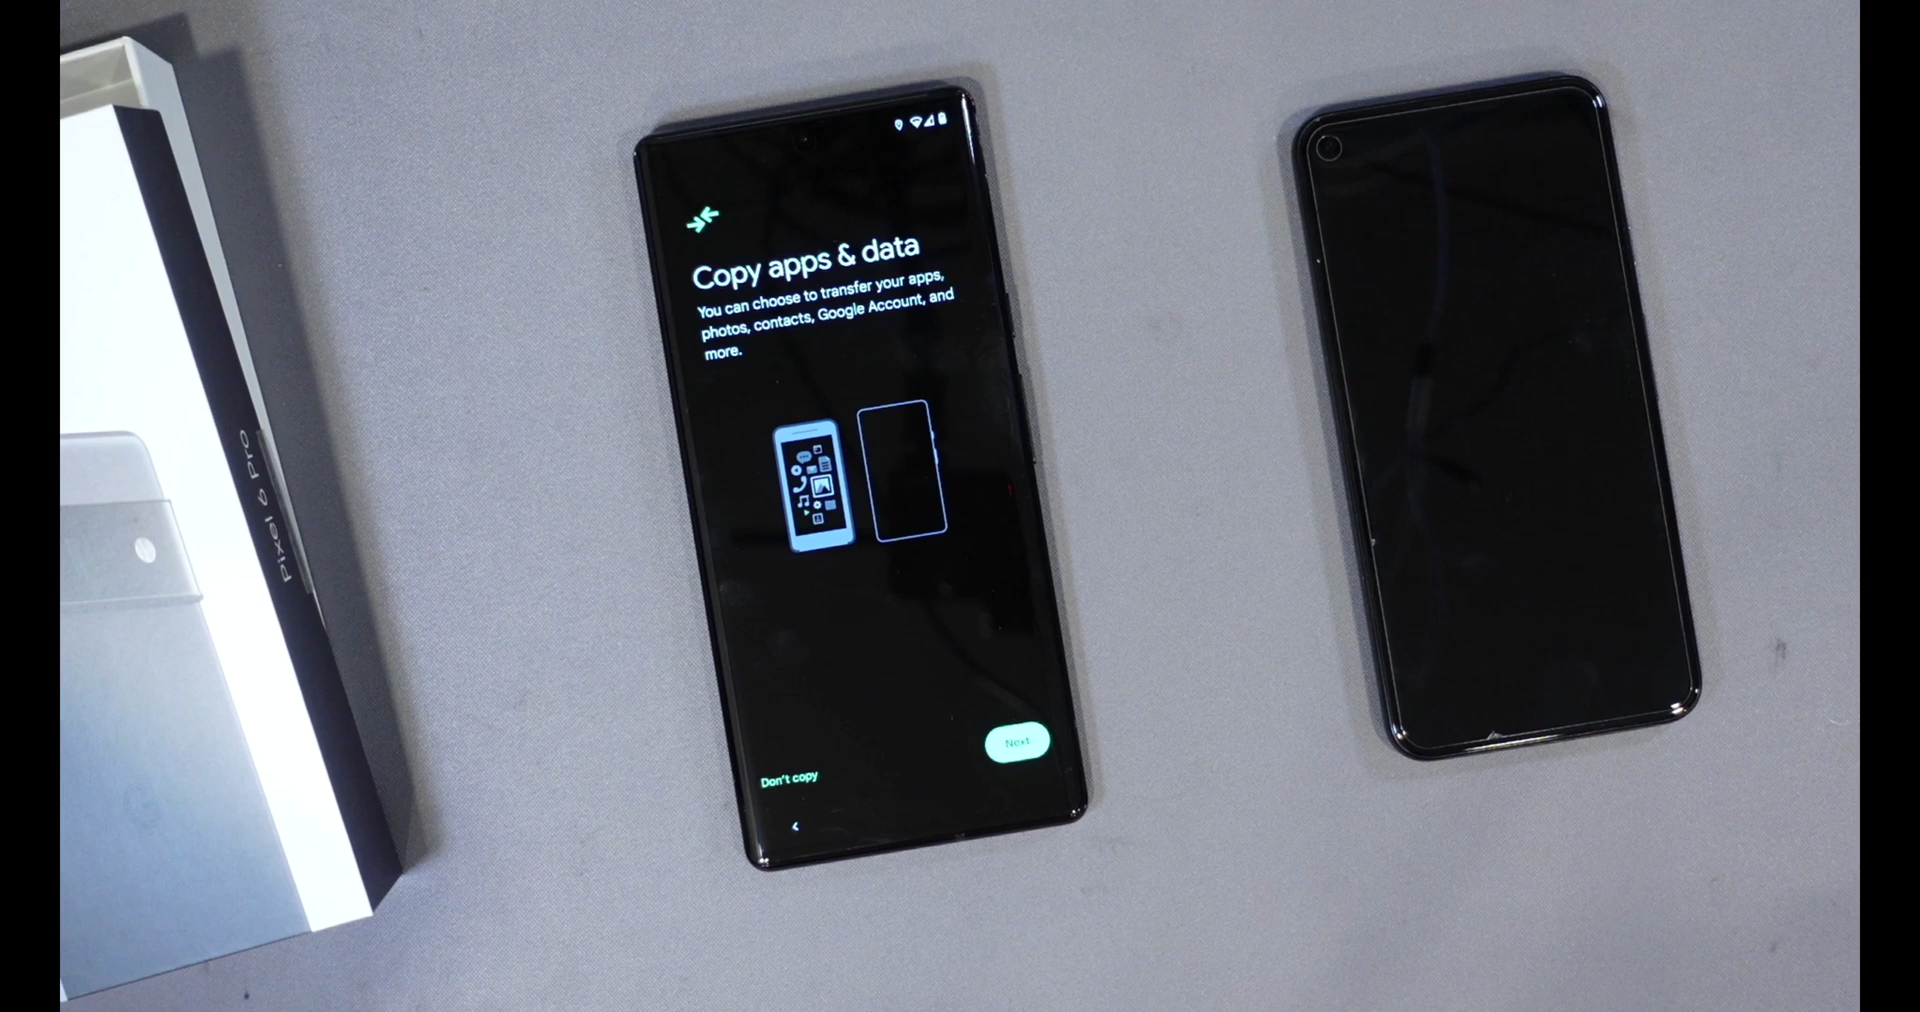 Pixel 6 Pro
Copy apps & data
You can choose to transfer your apps,
photos, contacts, Google Account, and
more.
Next
Don't copy